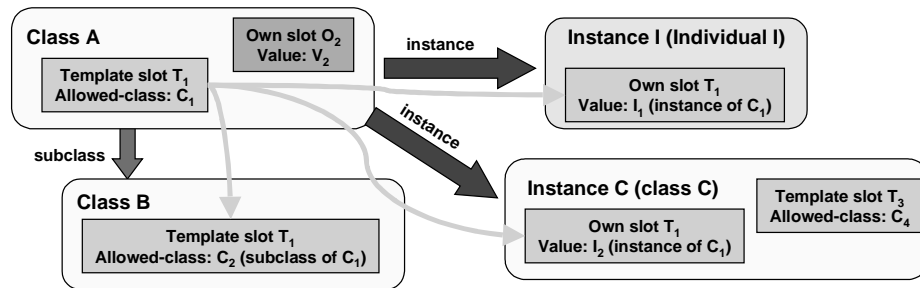 Class A
Own slot O₂
Value: V₂
Template slot T₁
Allowed-class: C₁
instance
Instance I (Individual I)
Own slot T₁
Value: I₁ (instance of C₁)
instance
subclass
Class B
Template slot T₁
Allowed-class: C₂ (subclass of C₁)
Instance C (class C)
Template slot T₃
Allowed-class: C₄
Own slot T₁
Value: I₂ (instance of C₁)